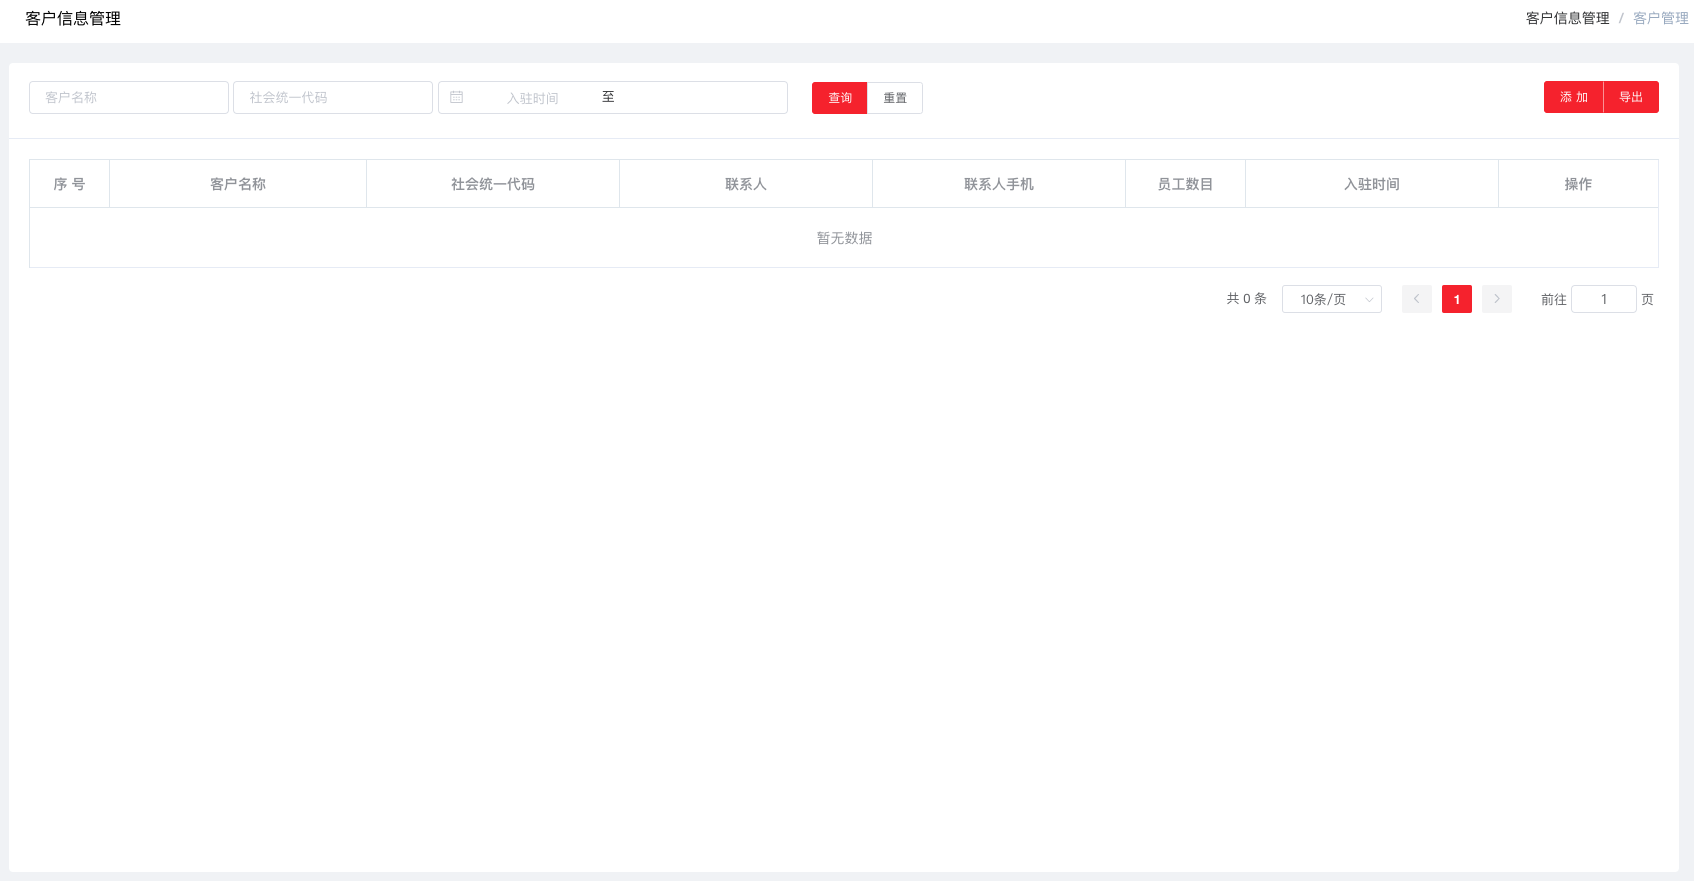 客户信息管理 客户信息管理 / 客户管理
客户名称 社会统一代码 入驻时间 至 查询 重置 添 加 导出
序 号 客户名称 社会统一代码 联系人 联系人手机 员工数目 入驻时间 操作
暂无数据
共 0 条 10条/页 1 前往 1 页